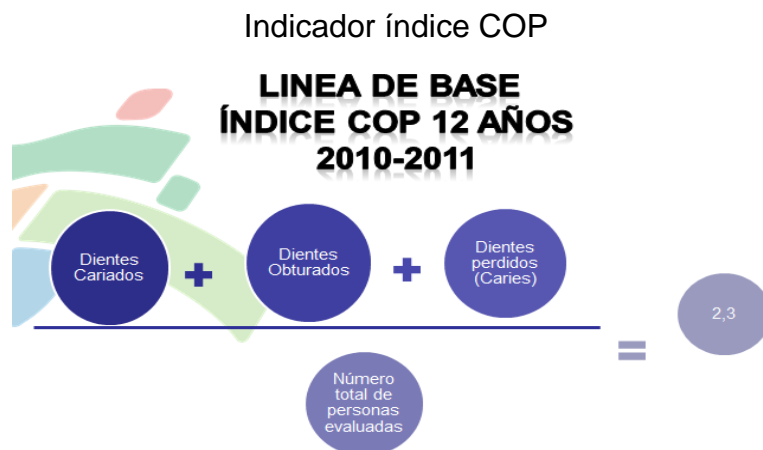 Indicador índice COP
LINEA DE BASE
ÍNDICE COP 12 AÑOS
2010-2011
Dientes
Cariados
+
Dientes
Obturados
+
Dientes
perdidos
(Caries)
=
2,3
Número
total de
personas
evaluadas